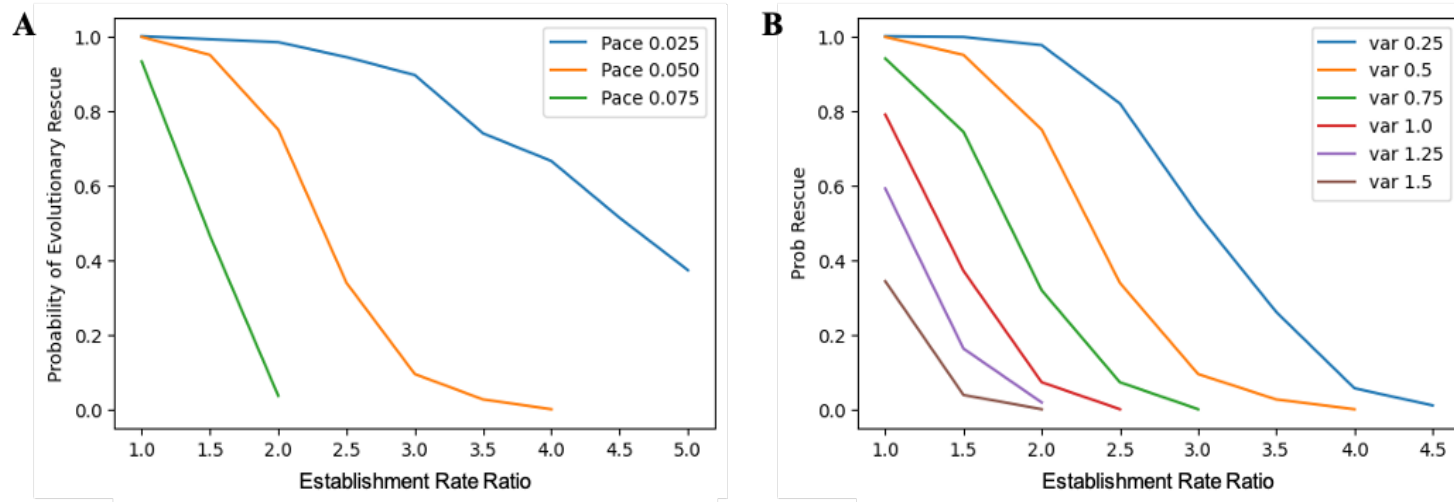 A
Probability of Evolutionary Rescue
1.0
0.8
0.6
0.4
0.2
0.0
Pace 0.025
Pace 0.050
Pace 0.075
1.0 1.5 2.0 2.5 3.0 3.5 4.0 4.5 5.0
Establishment Rate Ratio
B
Prob Rescue
1.0
0.8
0.6
0.4
0.2
0.0
var 0.25
var 0.5
var 0.75
var 1.0
var 1.25
var 1.5
1.0 1.5 2.0 2.5 3.0 3.5 4.0 4.5
Establishment Rate Ratio